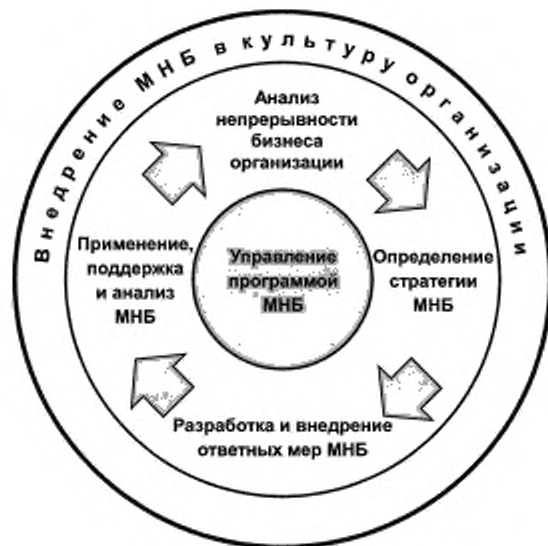 Внедрение МНБ в культуру организации
Анализ
непрерывности
бизнеса
организации
Применение,
поддержка
и анализ
МНБ
Управление
программой
МНБ
Определение
стратегии
МНБ
Разработка и внедрение
ответных мер МНБ